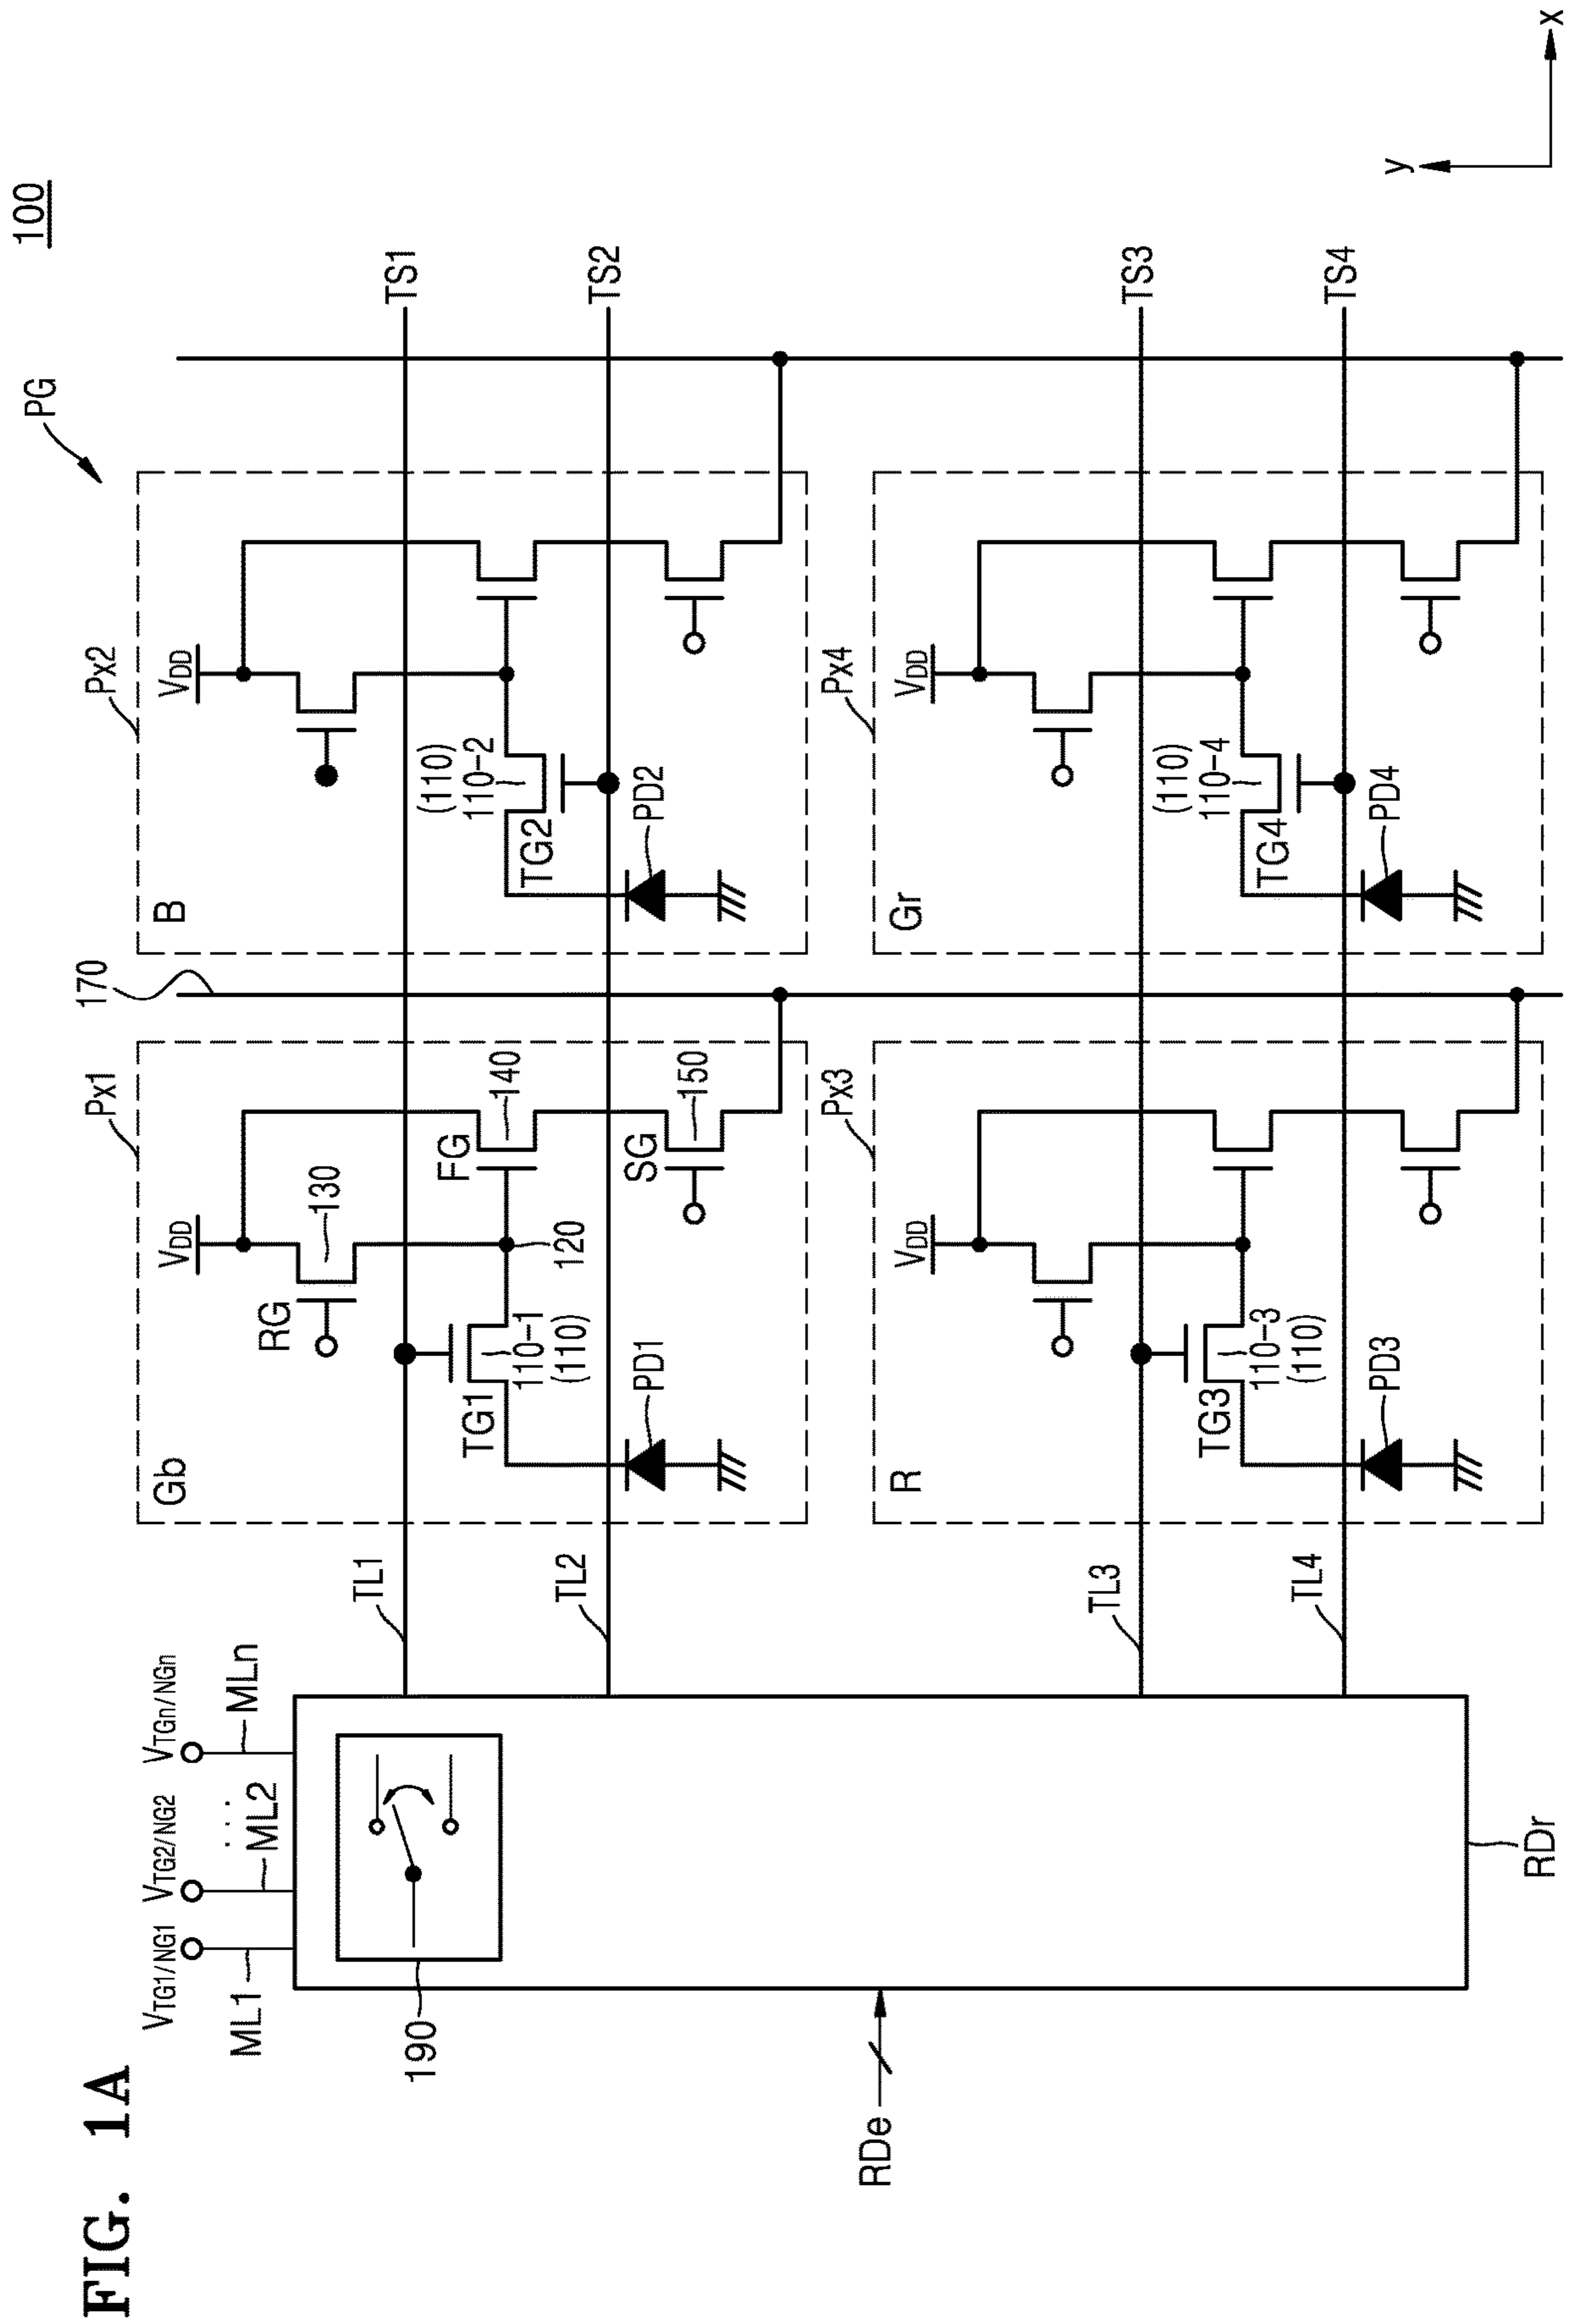 FIG. 1A
100
PG
VTG1/NG1
VTG2/NG2
VTGn/NGn
ML1
ML2
...
MLn
190
RDe
RDr
TL1
TL2
TL3
TL4
Px1
Gb
VDD
RG
130
TG1
110-1
(110)
120
FG
140
SG
150
PD1
170
Px2
B
VDD
(110)
110-2
TG2
PD2
TS1
TS2
Px3
R
VDD
TG3
110-3
(110)
PD3
Px4
Gr
VDD
(110)
110-4
TG4
PD4
TS3
TS4
y
x